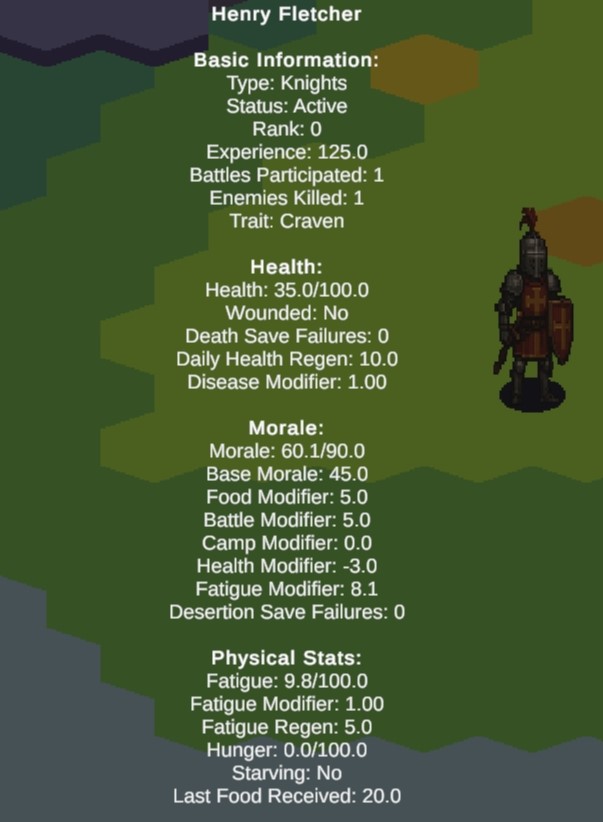 Henry Fletcher
Basic Information:
Type: Knights
Status: Active
Rank: 0
Experience: 125.0
Battles Participated: 1
Enemies Killed: 1
Trait: Craven
Health:
Health: 35.0/100.0
Wounded: No
Death Save Failures: 0
Daily Health Regen: 10.0
Disease Modifier: 1.00
Morale:
Morale: 60.1/90.0
Base Morale: 45.0
Food Modifier: 5.0
Battle Modifier: 5.0
Camp Modifier: 0.0
Health Modifier: -3.0
Fatigue Modifier: 8.1
Desertion Save Failures: 0
Physical Stats:
Fatigue: 9.8/100.0
Fatigue Modifier: 1.00
Fatigue Regen: 5.0
Hunger: 0.0/100.0
Starving: No
Last Food Received: 20.0